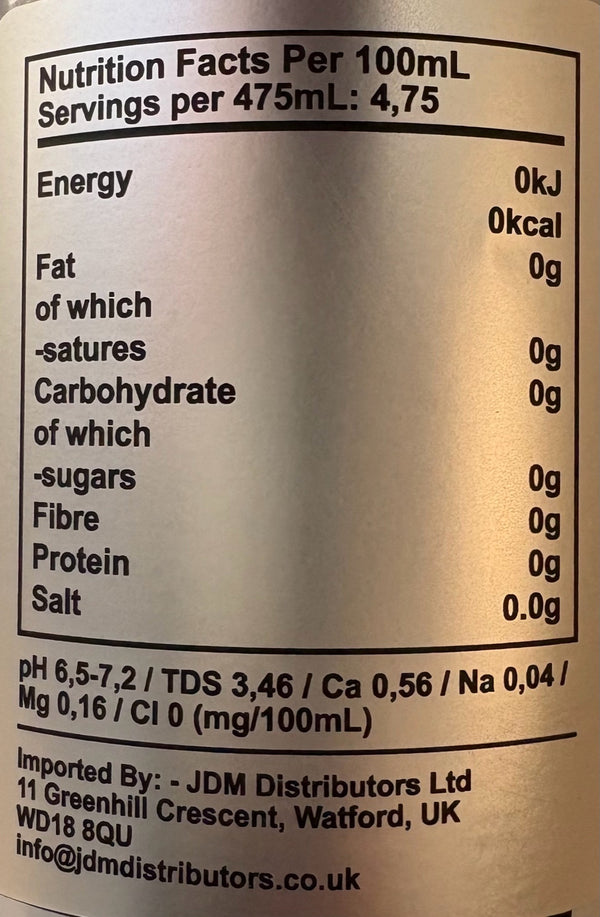 Nutrition Facts Per 100mL
Servings per 475mL: 4,75
Energy 0kJ
0kcal
Fat 0g
of which
-satures 0g
Carbohydrate 0g
of which
-sugars 0g
Fibre 0g
Protein 0g
Salt 0.0g
pH 6,5-7,2 / TDS 3,46 / Ca 0,56 / Na 0,04 /
Mg 0,16 / Cl 0 (mg/100mL)
Imported By: - JDM Distributors Ltd
11 Greenhill Crescent, Watford, UK
WD18 8QU
info@jdmdistributors.co.uk